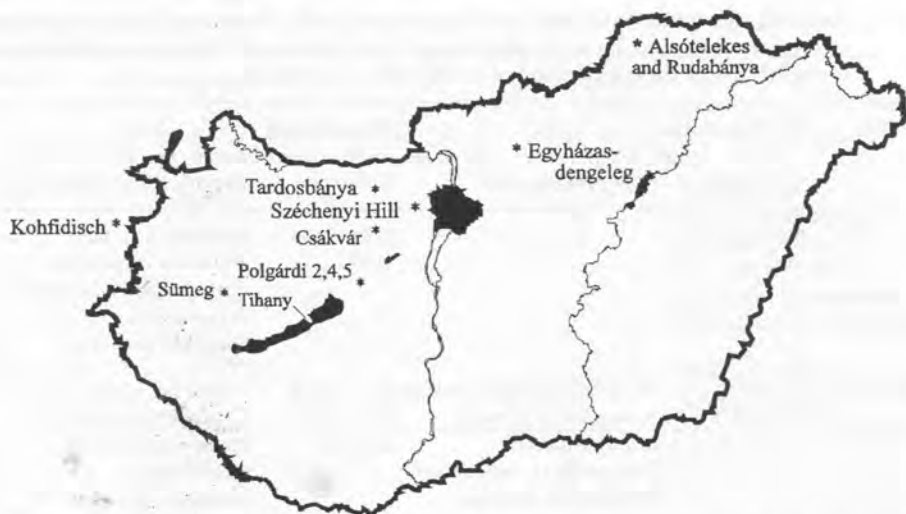 * Alsótelekes
and Rudabánya
* Egyházas-
dengeleg
Tardosbánya *
Széchenyi Hill *
Kohfidisch *
Csákvár *
Polgárdi 2,4,5 *
Sümeg *
Tihany